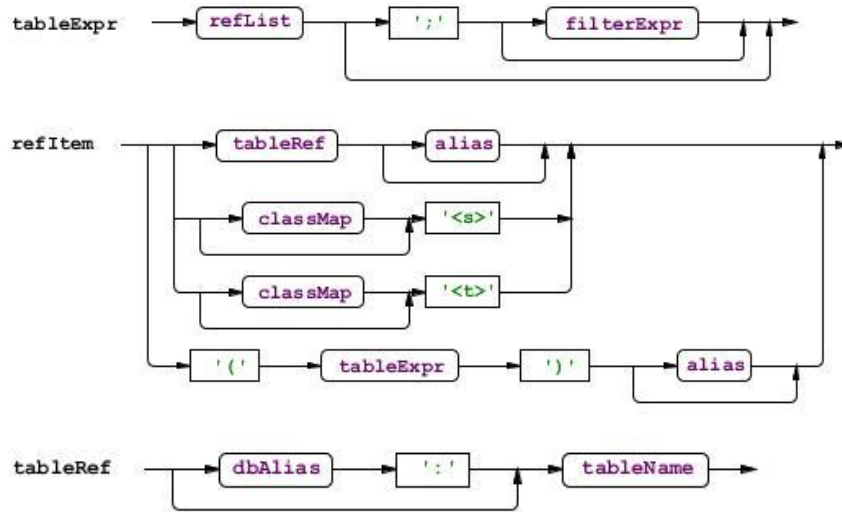 tableExpr refList ';' filterExpr
refItem tableRef alias
classMap '<s>'
classMap '<t>'
'(' tableExpr ')' alias
tableRef dbAlias ':' tableName